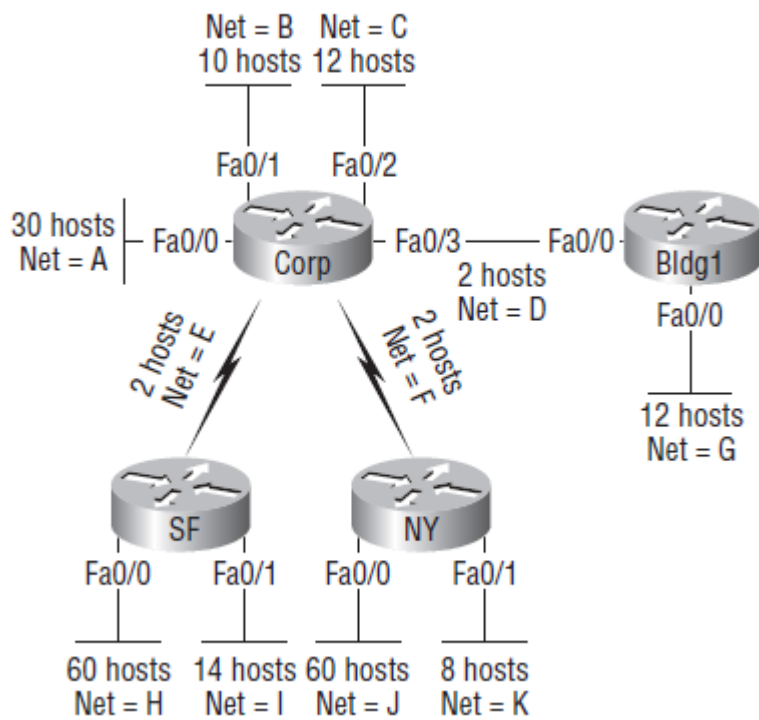 Net = B
10 hosts
Net = C
12 hosts
Fa0/1
Fa0/2
30 hosts
Net = A
Fa0/0
Corp
Fa0/3
2 hosts
Net = D
Fa0/0
Bldg1
Fa0/0
12 hosts
Net = G
2 hosts
Net = E
2 hosts
Net = F
SF
NY
Fa0/0
Fa0/1
Fa0/0
Fa0/1
60 hosts
Net = H
14 hosts
Net = I
60 hosts
Net = J
8 hosts
Net = K